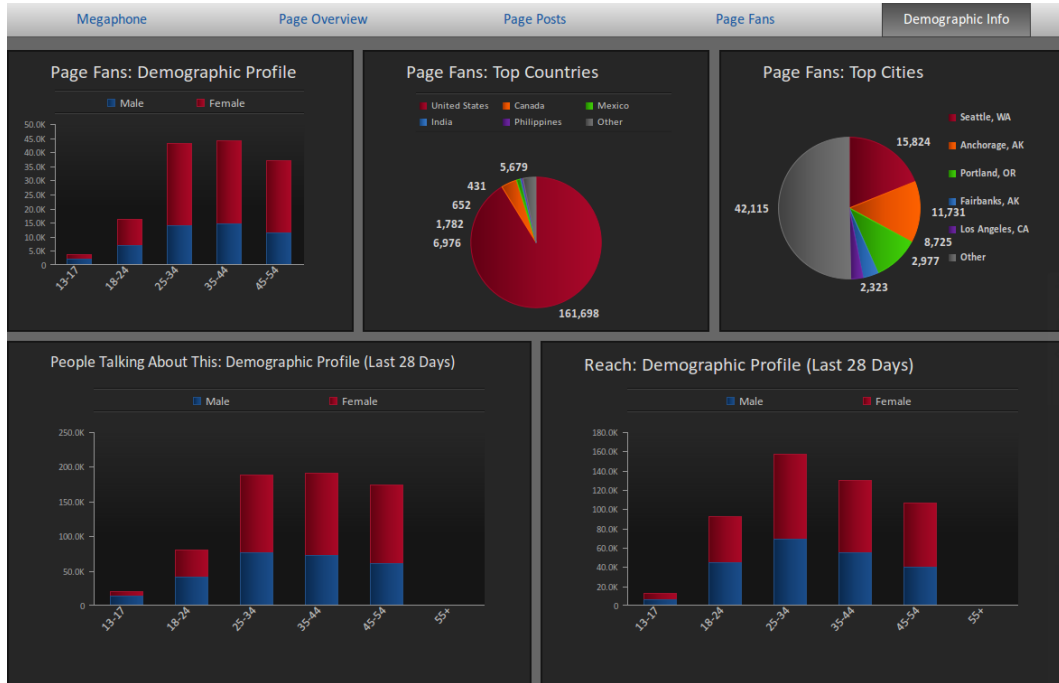 Megaphone Page Overview Page Posts Page Fans Demographic Info
Page Fans: Demographic Profile
Male Female
50.0K
45.0K
40.0K
35.0K
30.0K
25.0K
20.0K
15.0K
10.0K
5.0K
0
13-17 18-24 25-34 35-44 45-54
Page Fans: Top Countries
United States Canada Mexico
India Philippines Other
5,679
431
652
1,782
6,976
161,698
Page Fans: Top Cities
Seattle, WA
15,824
Anchorage, AK
Portland, OR
Fairbanks, AK
42,115
11,731
Los Angeles, CA
8,725
Other
2,977
2,323
People Talking About This: Demographic Profile (Last 28 Days)
Male Female
250.0K
200.0K
150.0K
100.0K
50.0K
0
13-17 18-24 25-34 35-44 45-54 55+
Reach: Demographic Profile (Last 28 Days)
Male Female
180.0K
160.0K
140.0K
120.0K
100.0K
80.0K
60.0K
40.0K
20.0K
0
13-17 18-24 25-34 35-44 45-54 55+